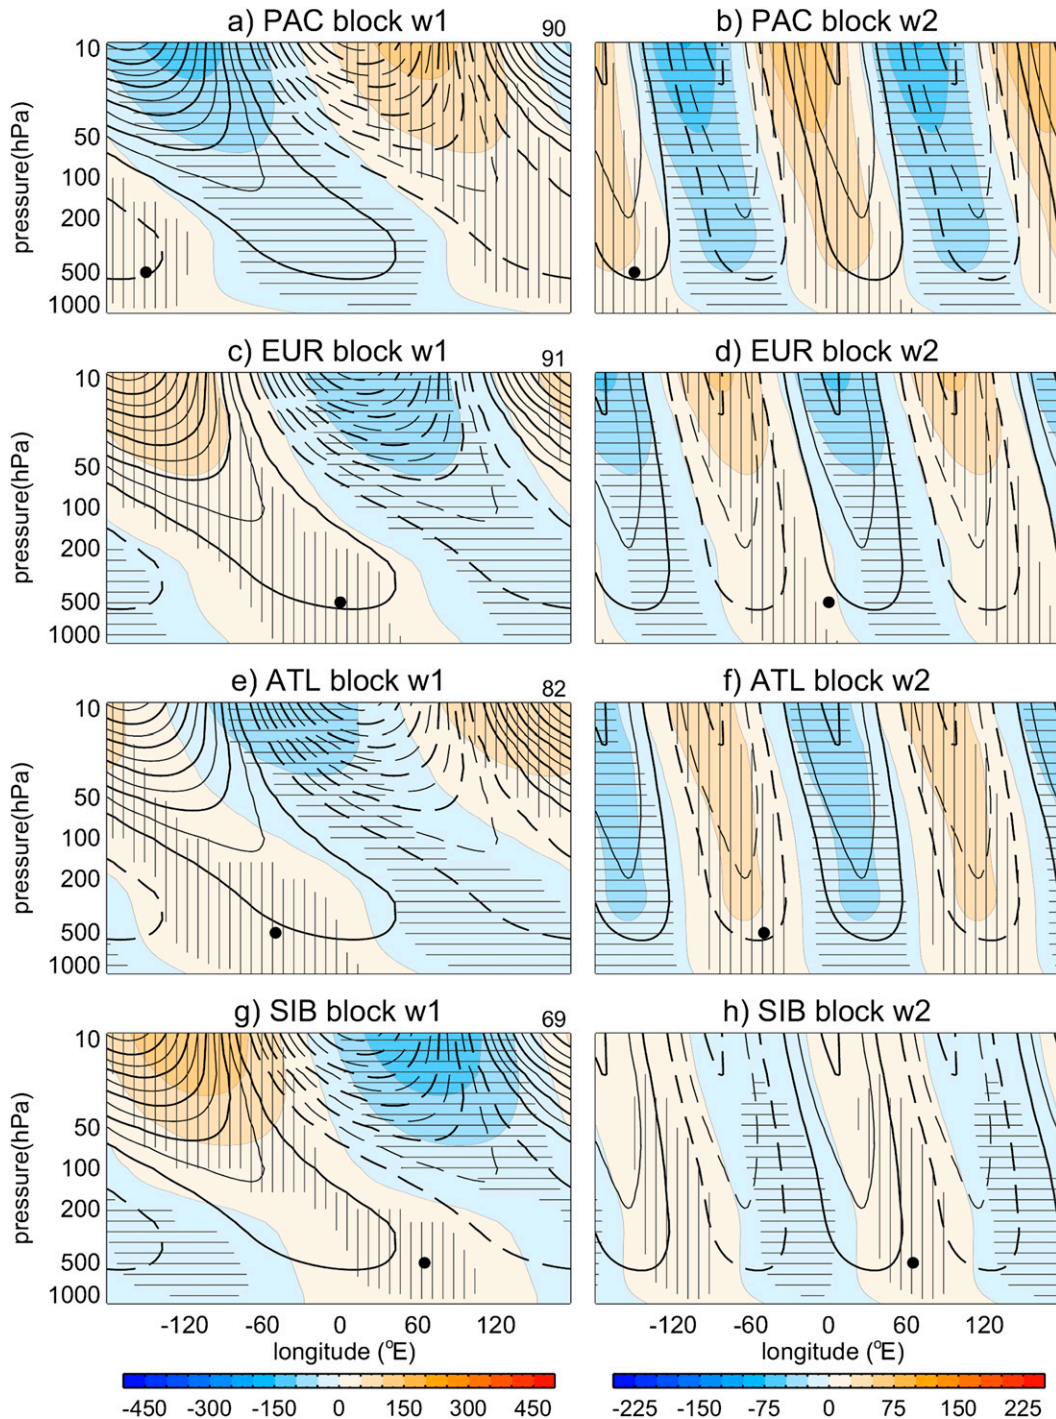 a) PAC block w1
90
b) PAC block w2
10
50
100
200
500
1000
pressure(hPa)
c) EUR block w1
91
d) EUR block w2
10
50
100
200
500
1000
pressure(hPa)
e) ATL block w1
82
f) ATL block w2
10
50
100
200
500
1000
pressure(hPa)
g) SIB block w1
69
h) SIB block w2
10
50
100
200
500
1000
pressure(hPa)
-120 -60 0 60 120
-120 -60 0 60 120
longitude (°E)
longitude (°E)
-450 -300 -150 0 150 300 450
-225 -150 -75 0 75 150 225